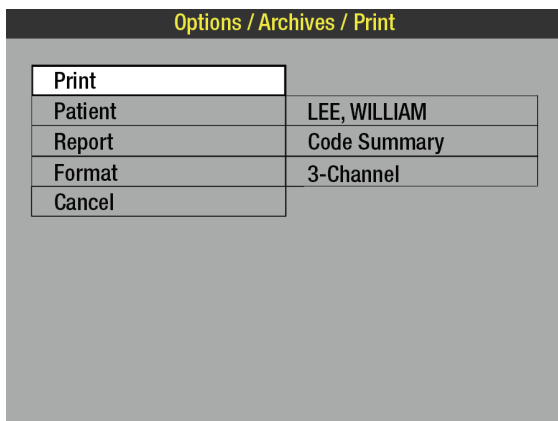 Options / Archives / Print
Print
Patient LEE, WILLIAM
Report Code Summary
Format 3-Channel
Cancel